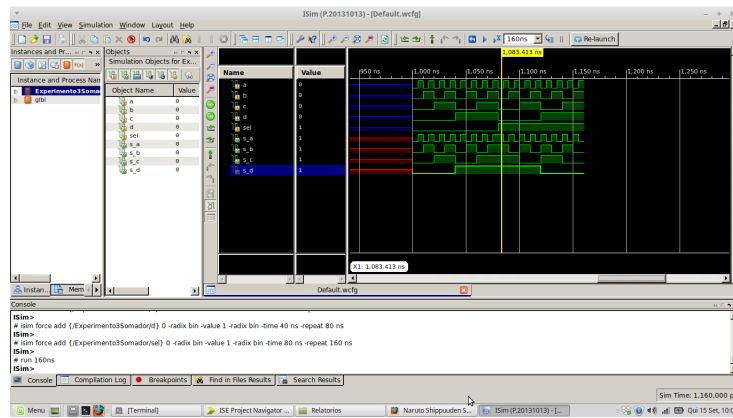 ISim (P.20131013) - [Default.wcfg]
File Edit View Simulation Window Layout Help
160ns
Re-launch
Instances and Pr...
Objects
Simulation Objects for Ex...
Instance and Process Nam
Experimento3Somad
glbl
Object Name Value
a 0
b 0
c 0
d 0
sel 0
s_a 0
s_b 0
s_c 0
s_d 0
Name Value
a 0
b 0
c 0
d 0
sel 1
s_a 1
s_b 1
s_c 1
s_d 1
1,083.413 ns
950 ns 1,000 ns 1,050 ns 1,100 ns 1,150 ns 1,200 ns 1,250 ns
X1: 1,083.413 ns
Instan... Mem
Default.wcfg
Console
ISim>
# isim force add {/Experimento3Somador/d} 0 -radix bin -value 1 -radix bin -time 40 ns -repeat 80 ns
ISim>
# isim force add {/Experimento3Somador/sel} 0 -radix bin -value 1 -radix bin -time 80 ns -repeat 160 ns
ISim>
# run 160ns
ISim>
Console Compilation Log Breakpoints Find in Files Results Search Results
Sim Time: 1,160,000 p
Menu [Terminal] ISE Project Navigator ... Relatorios Naruto Shippuuden S... ISim (P.20131013) - [... Qui 15 Set, 10: